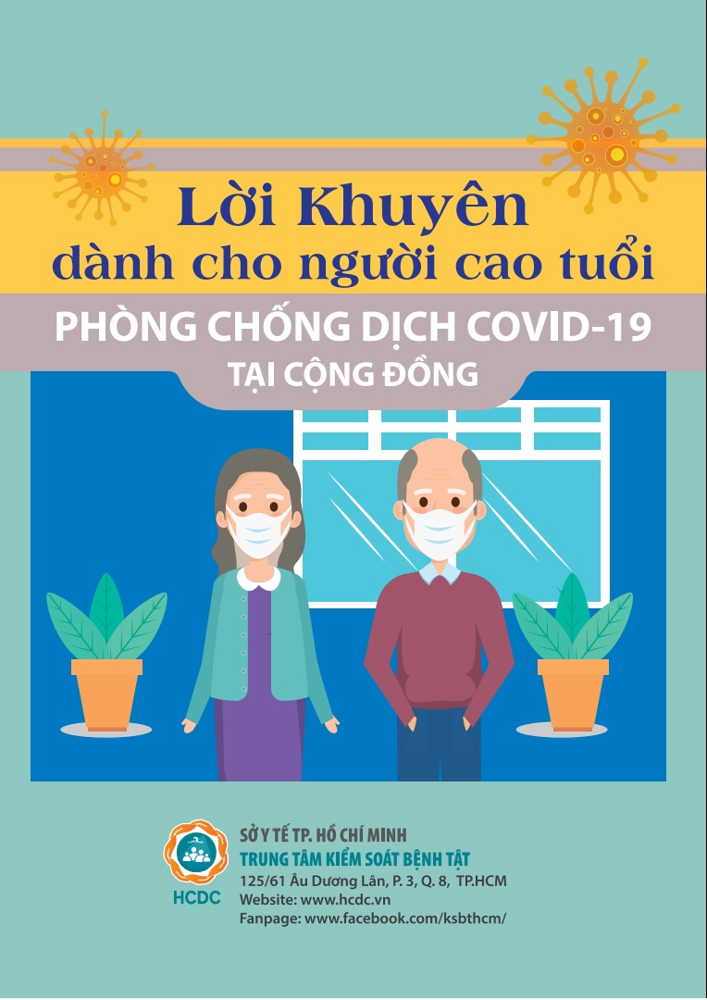 Lời Khuyên
dành cho người cao tuổi
PHÒNG CHỐNG DỊCH COVID-19
TẠI CỘNG ĐỒNG
SỞ Y TẾ TP. HỒ CHÍ MINH
TRUNG TÂM KIỂM SOÁT BỆNH TẬT
125/61 Âu Dương Lân, P. 3, Q. 8, TP.HCM
Website: www.hcdc.vn
Fanpage: www.facebook.com/ksbthcm/
HCDC